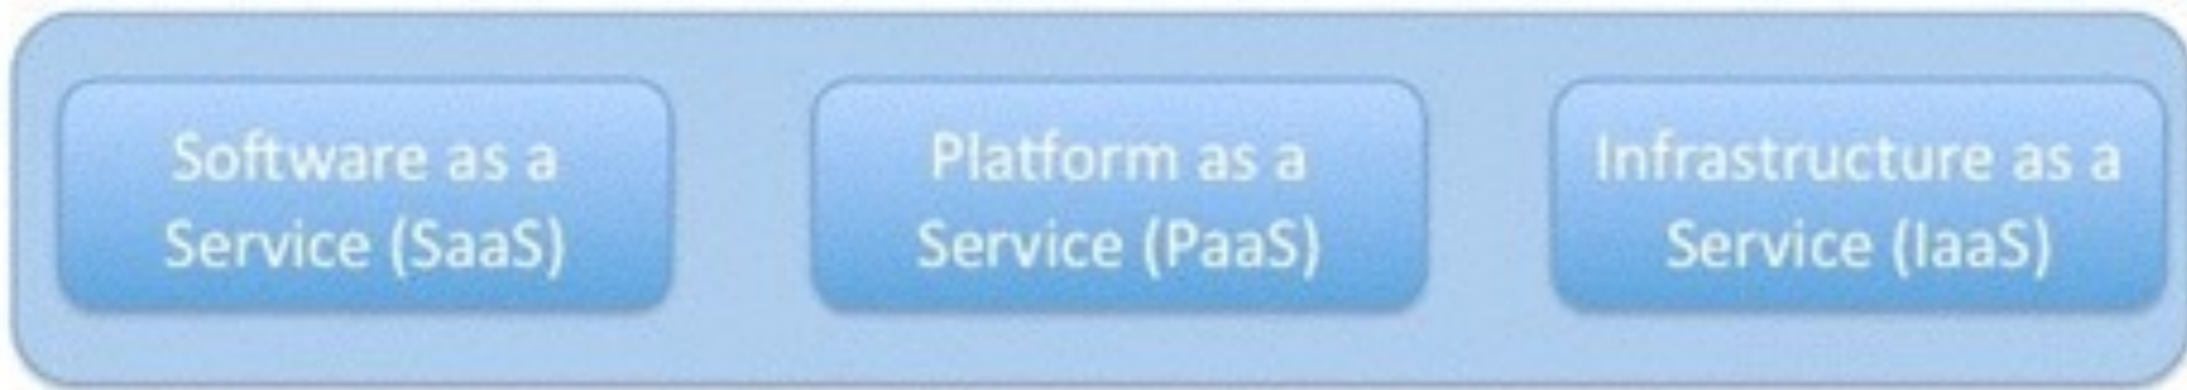 Software as a
Service (SaaS)
Platform as a
Service (PaaS)
Infrastructure as a
Service (IaaS)